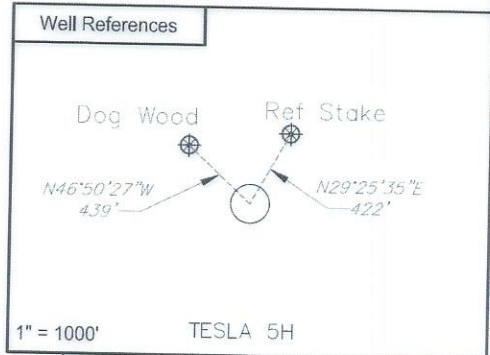 Well References
Dog Wood
Ref Stake
N46°50'27"W
439'
N29°25'35"E
422'
1" = 1000'
TESLA 5H